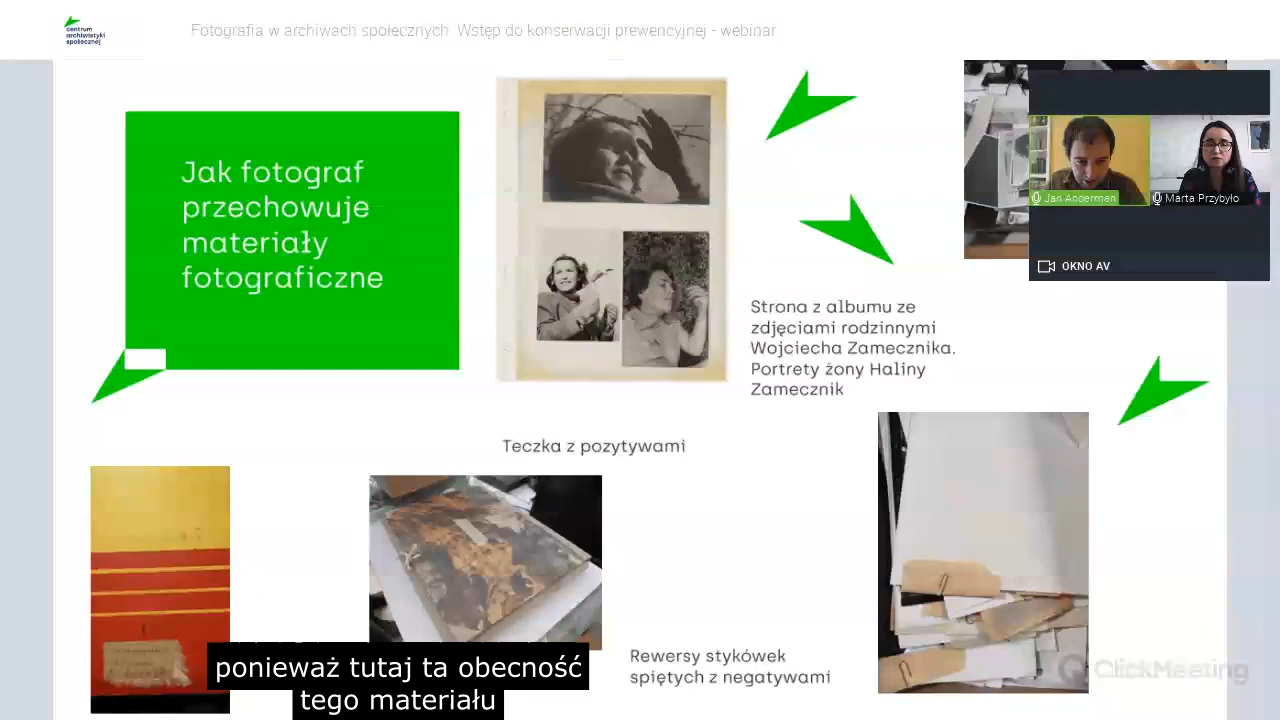 centrum
archiwistyki
społecznej
Fotografia w archiwach społecznych Wstęp do konserwacji prewencyjnej - webinar
Jak fotograf
przechowuje
materiały
fotograficzne
Jan Anderman
Marta Przybyło
OKNO AV
Strona z albumu ze
zdjęciami rodzinnymi
Wojciecha Zamecznika.
Portrety żony Haliny
Zamecznik
Teczka z pozytywami
Rewersy stykówek
spiętych z negatywami
ponieważ tutaj ta obecność
tego materiału
ClickMeeting